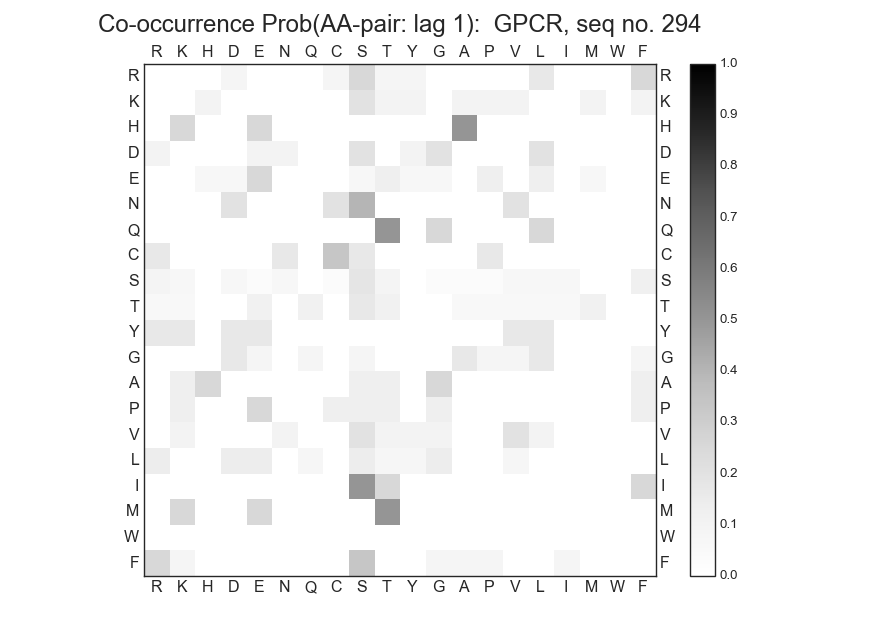 Co-occurrence Prob(AA-pair: lag 1):  GPCR, seq no. 294
R K H D E N Q C S T Y G A P V L I M W F
R R 1.0
K K 0.9
H H
D D 0.8
E E
N N 0.7
Q Q 0.6
C C
S S 0.5
T T
Y Y 0.4
G G
A A
P P 0.3
V V
L L 0.2
I I
M M 0.1
W W
F F 0.0
R K H D E N Q C S T Y G A P V L I M W F